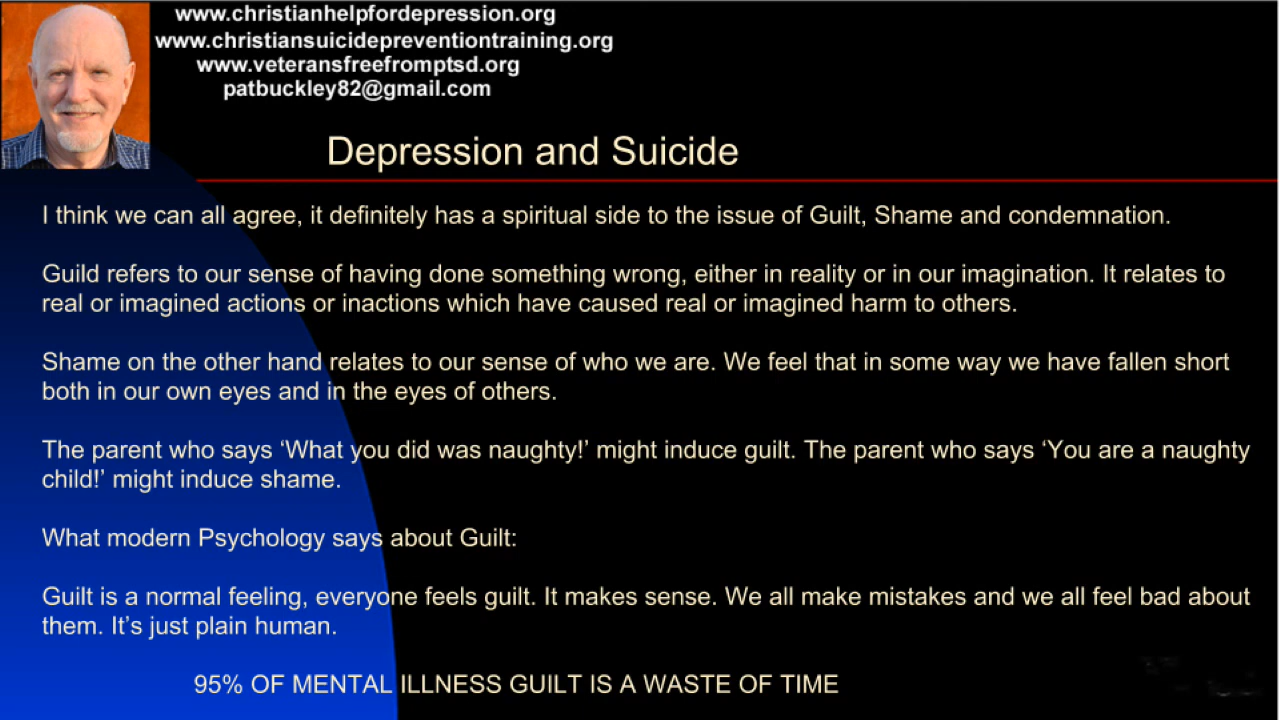 www.christianhelpfordepression.org
www.christiansuicidepreventiontraining.org
www.veteransfreefromptsd.org
patbuckley82@gmail.com
Depression and Suicide
I think we can all agree, it definitely has a spiritual side to the issue of Guilt, Shame and condemnation.
Guild refers to our sense of having done something wrong, either in reality or in our imagination. It relates to
real or imagined actions or inactions which have caused real or imagined harm to others.
Shame on the other hand relates to our sense of who we are. We feel that in some way we have fallen short
both in our own eyes and in the eyes of others.
The parent who says ‘What you did was naughty!’ might induce guilt. The parent who says ‘You are a naughty
child!’ might induce shame.
What modern Psychology says about Guilt:
Guilt is a normal feeling, everyone feels guilt. It makes sense. We all make mistakes and we all feel bad about
them. It’s just plain human.
95% OF MENTAL ILLNESS GUILT IS A WASTE OF TIME